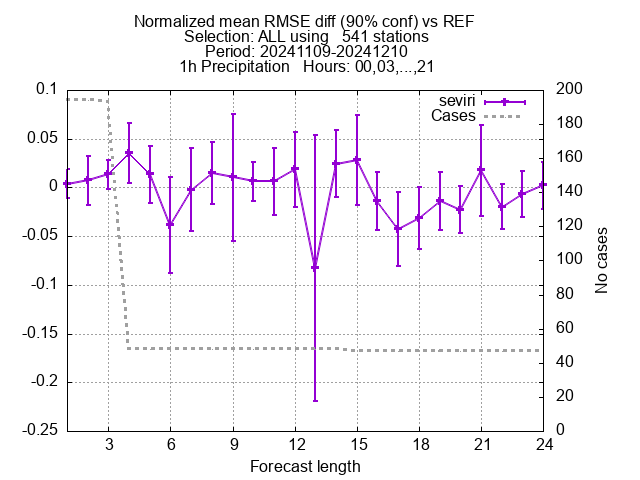 Normalized mean RMSE diff (90% conf) vs REF
Selection: ALL using   541 stations
Period: 20241109-20241210
1h Precipitation   Hours: 00,03,...,21
seviri
Cases
0.1
0.05
0
-0.05
-0.1
-0.15
-0.2
-0.25
200
180
160
140
120
100
80
60
40
20
0
No cases
3 6 9 12 15 18 21 24
Forecast length